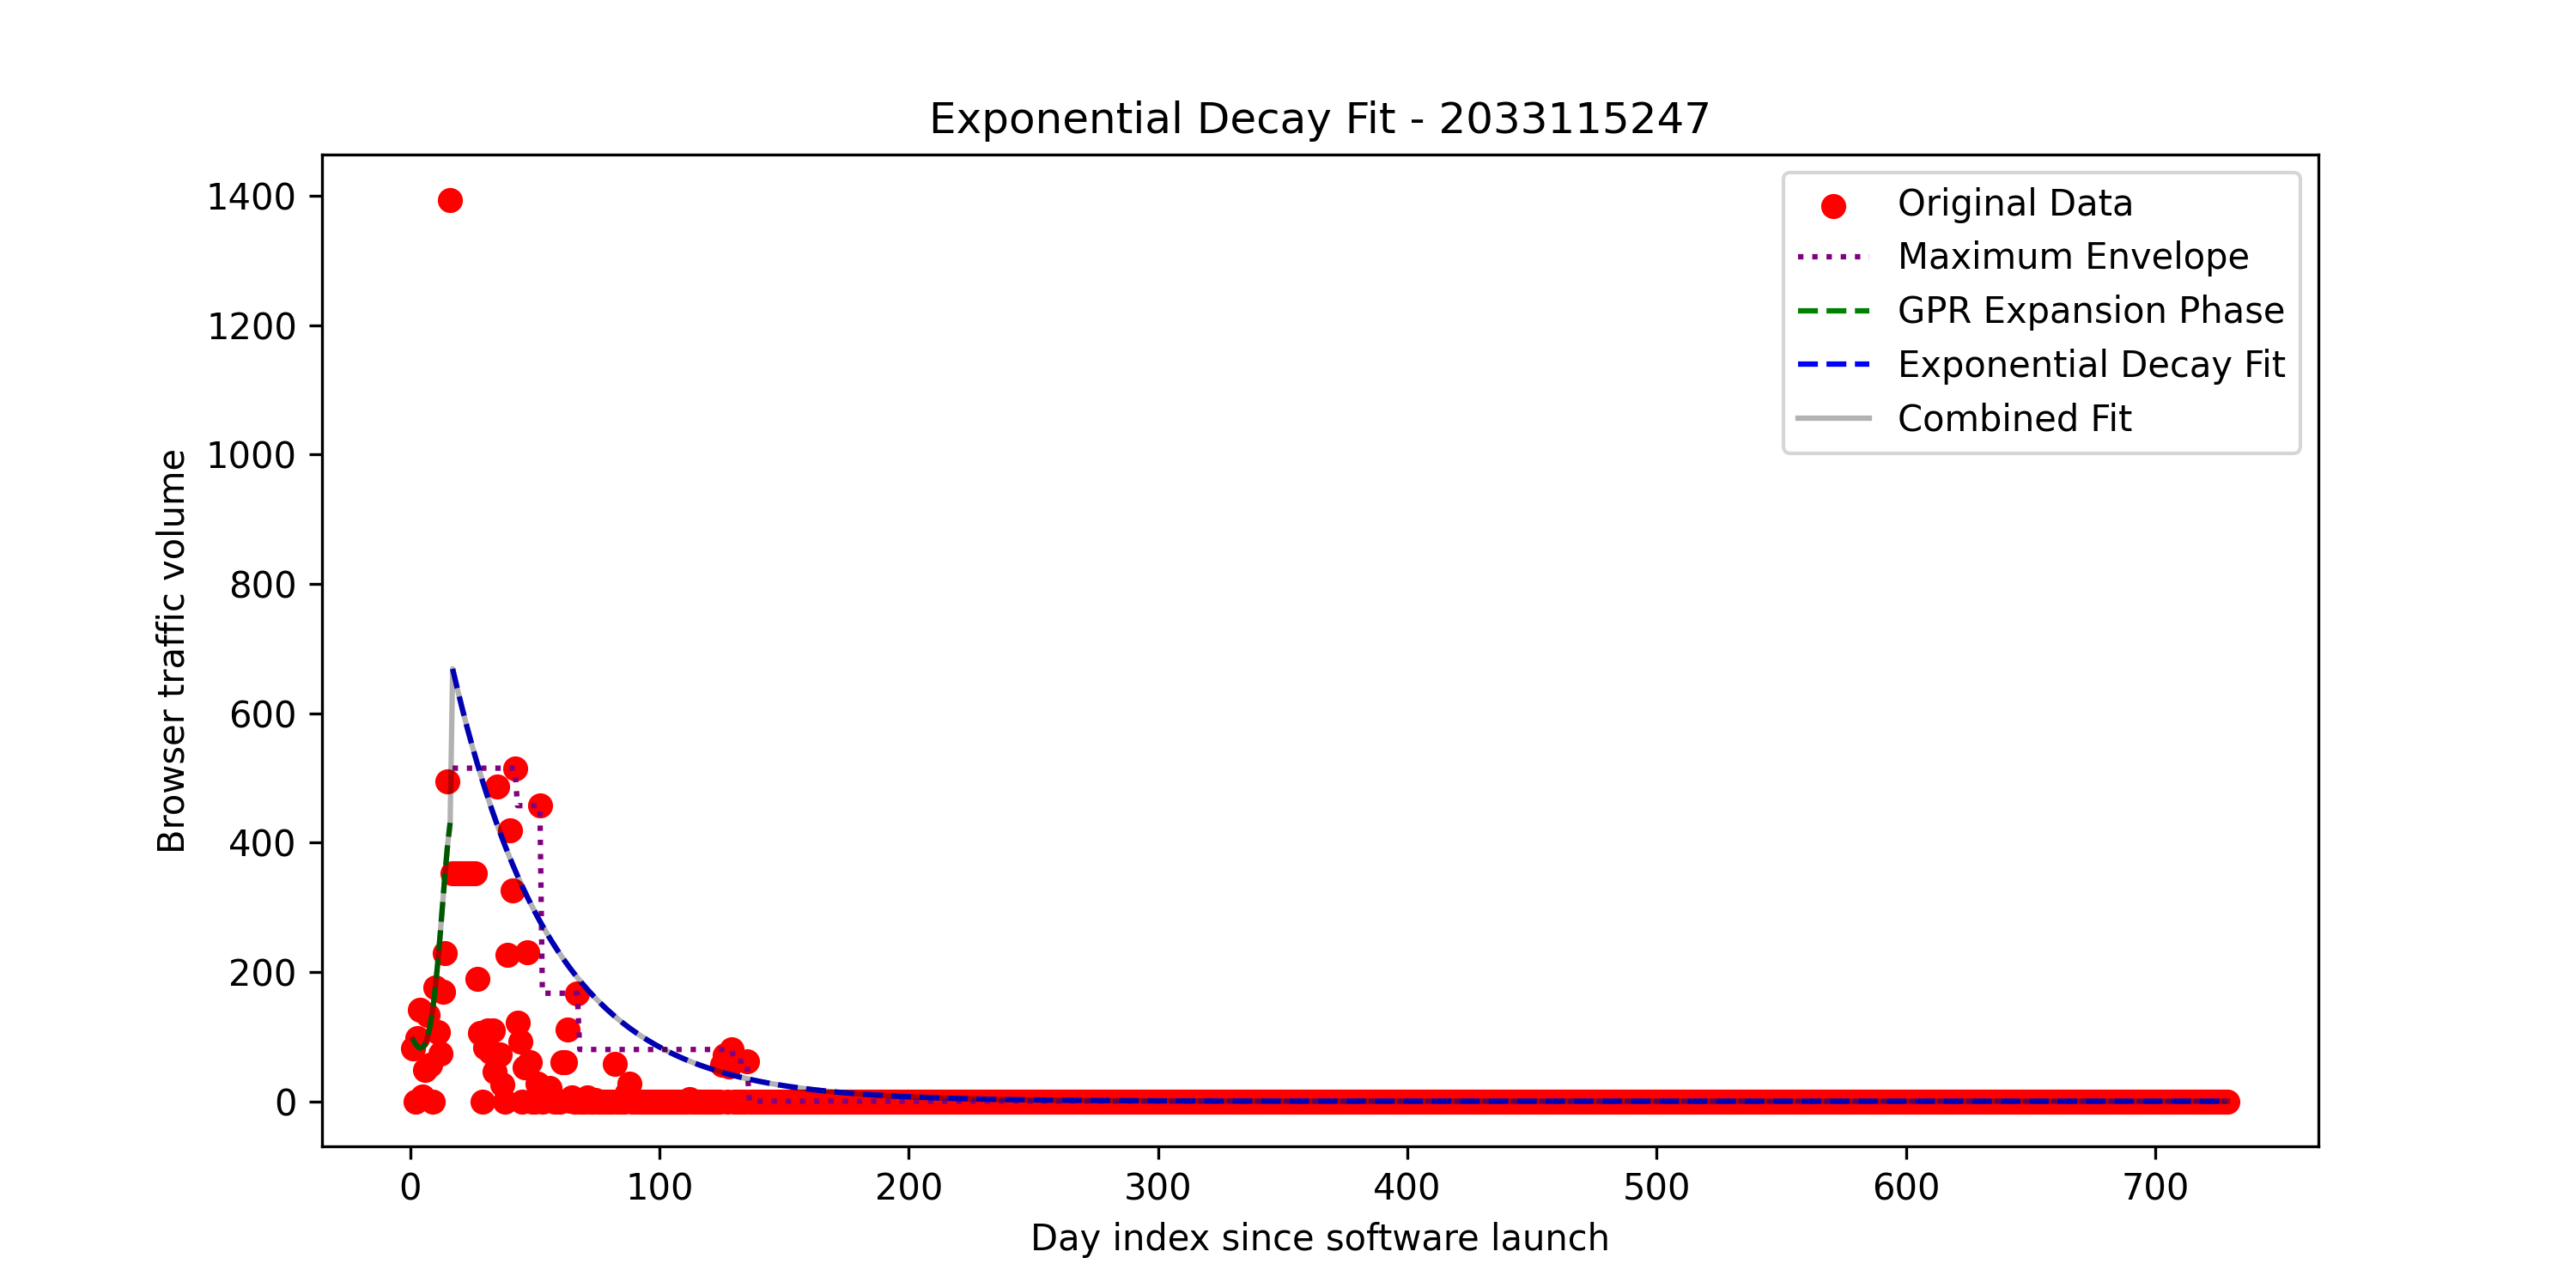 Exponential Decay Fit - 2033115247
Original Data
Maximum Envelope
GPR Expansion Phase
Exponential Decay Fit
Combined Fit
Browser traffic volume
1400
1200
1000
800
600
400
200
0
0 100 200 300 400 500 600 700
Day index since software launch